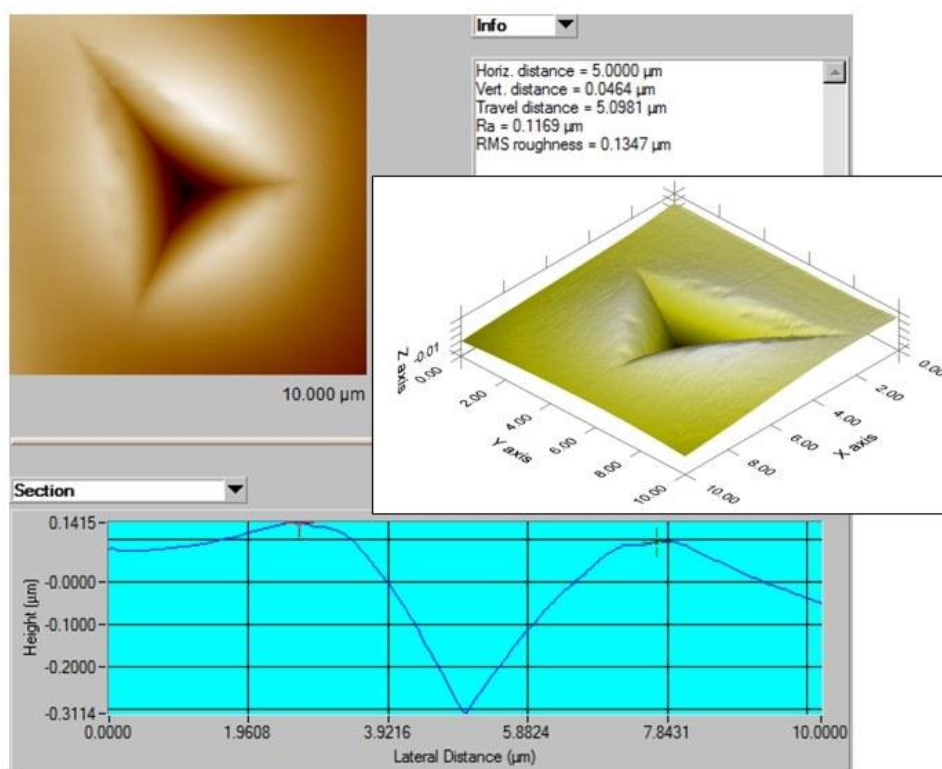 Info
Horiz. distance = 5.0000 µm
Vert. distance = 0.0464 µm
Travel distance = 5.0981 µm
Ra = 0.1169 µm
RMS roughness = 0.1347 µm
10.000 µm
Z axis
-0.01
0.00
2.00
4.00
6.00
8.00
10.00
Y axis
0.00
2.00
4.00
6.00
8.00
10.00
X axis
Section
Height (µm)
0.1415
-0.0000
-0.1000
-0.2000
-0.3114
0.0000 1.9608 3.9216 5.8824 7.8431 10.0000
Lateral Distance (µm)